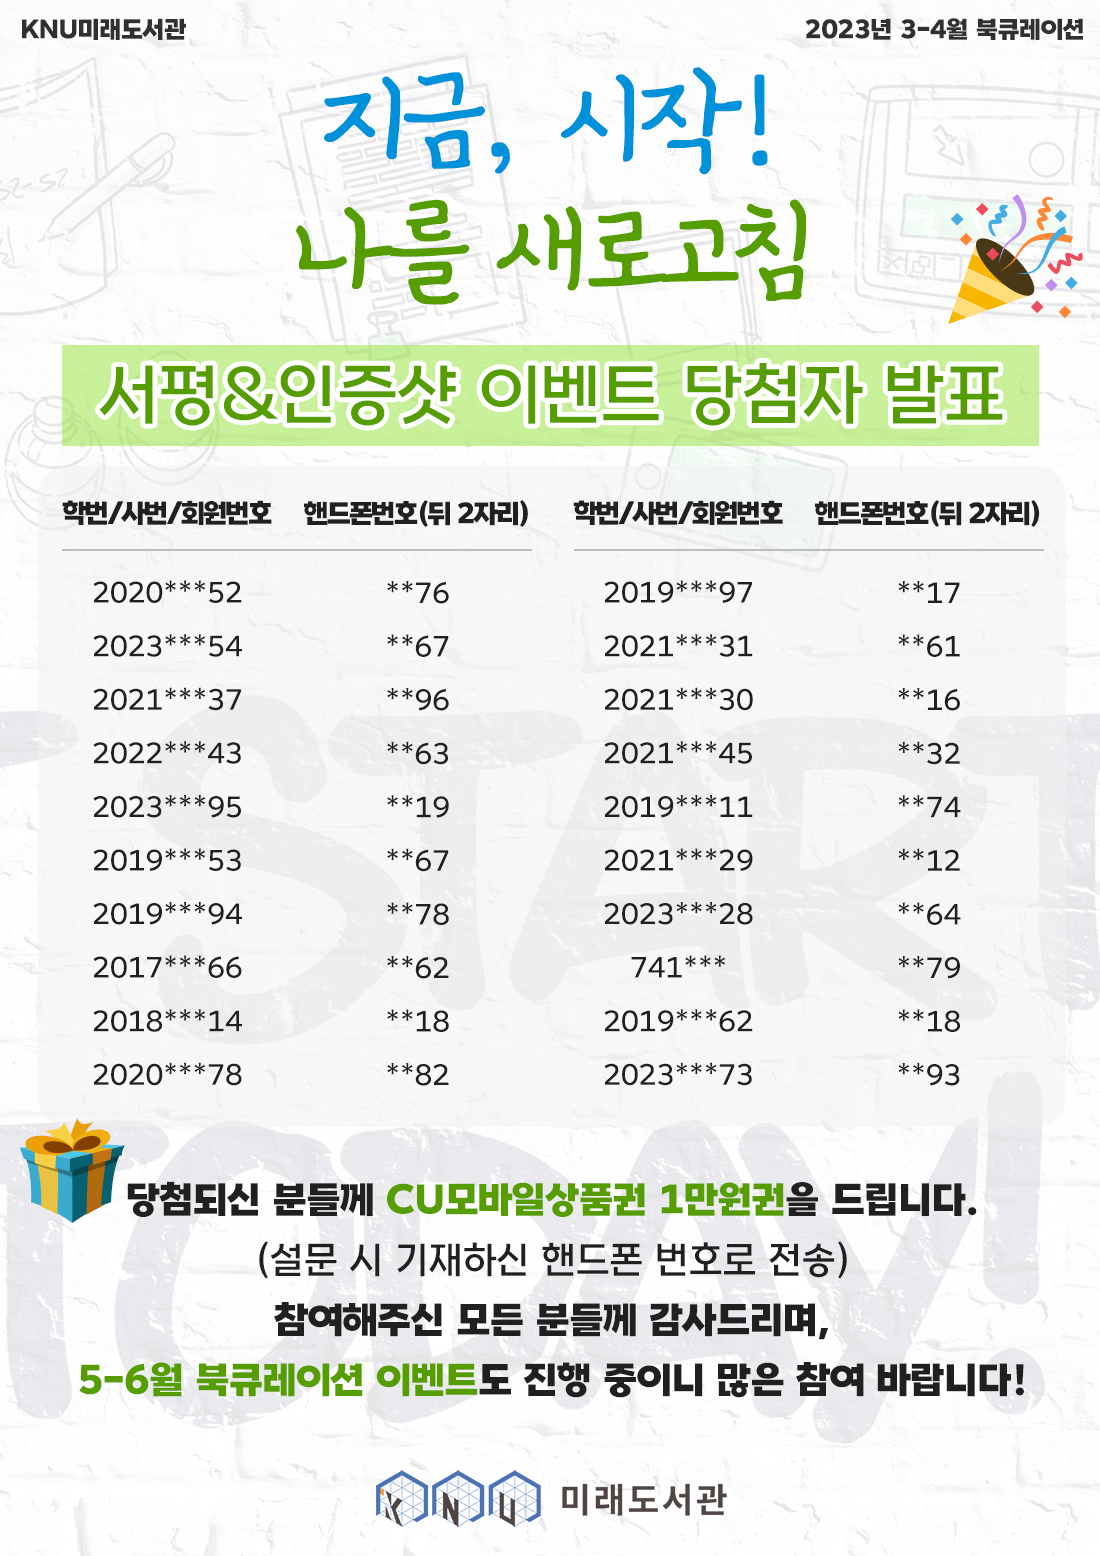 KNU미래도서관
2023년 3-4월 북큐레이션
지금, 시작!
나를 새로고침
서평&인증샷 이벤트 당첨자 발표
학번/사번/회원번호 핸드폰번호(뒤 2자리) 학번/사번/회원번호 핸드폰번호(뒤 2자리)
2020***52 **76 2019***97 **17
2023***54 **67 2021***31 **61
2021***37 **96 2021***30 **16
2022***43 **63 2021***45 **32
2023***95 **19 2019***11 **74
2019***53 **67 2021***29 **12
2019***94 **78 2023***28 **64
2017***66 **62 741*** **79
2018***14 **18 2019***62 **18
2020***78 **82 2023***73 **93
당첨되신 분들께 CU모바일상품권 1만원권을 드립니다.
(설문 시 기재하신 핸드폰 번호로 전송)
참여해주신 모든 분들께 감사드리며,
5-6월 북큐레이션 이벤트도 진행 중이니 많은 참여 바랍니다!
KNU 미래도서관
START
TODAY!